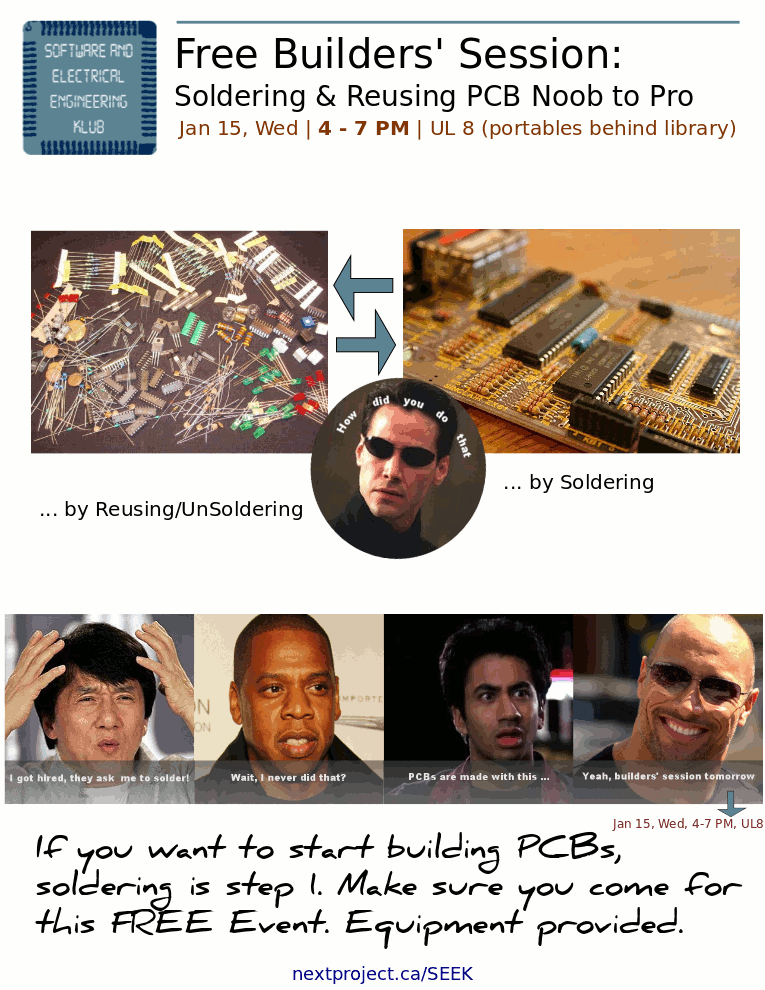 SOFTWARE AND
ELECTRICAL
ENGINEERING
KLUB
Free Builders' Session:
Soldering & Reusing PCB Noob to Pro
Jan 15, Wed | 4 - 7 PM | UL 8 (portables behind library)
How did you do that
... by Soldering
... by Reusing/UnSoldering
I got hired, they ask me to solder!
Wait, I never did that?
PCBs are made with this ...
Yeah, builders' session tomorrow
Jan 15, Wed, 4-7 PM, UL8
If you want to start building PCBs,
soldering is step 1. Make sure you come for
this FREE Event. Equipment provided.
nextproject.ca/SEEK